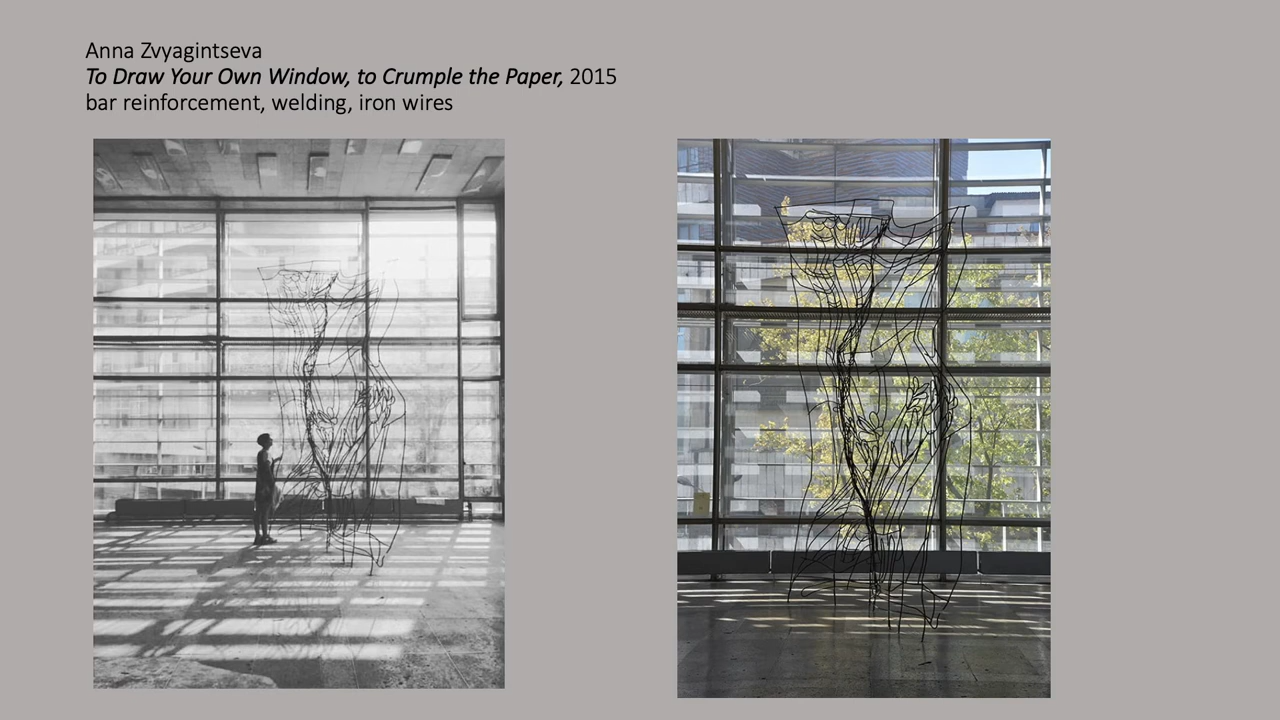 Anna Zvyagintseva
To Draw Your Own Window, to Crumple the Paper, 2015
bar reinforcement, welding, iron wires